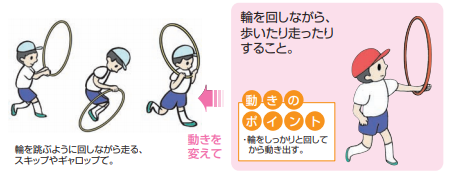 輪を回しながら、
歩いたり走ったり
すること。
動きの
ポイント
・輪をしっかりと回して
から動き出す。
動きを
変えて
輪を跳ぶように回しながら走る、
スキップやギャロップで。